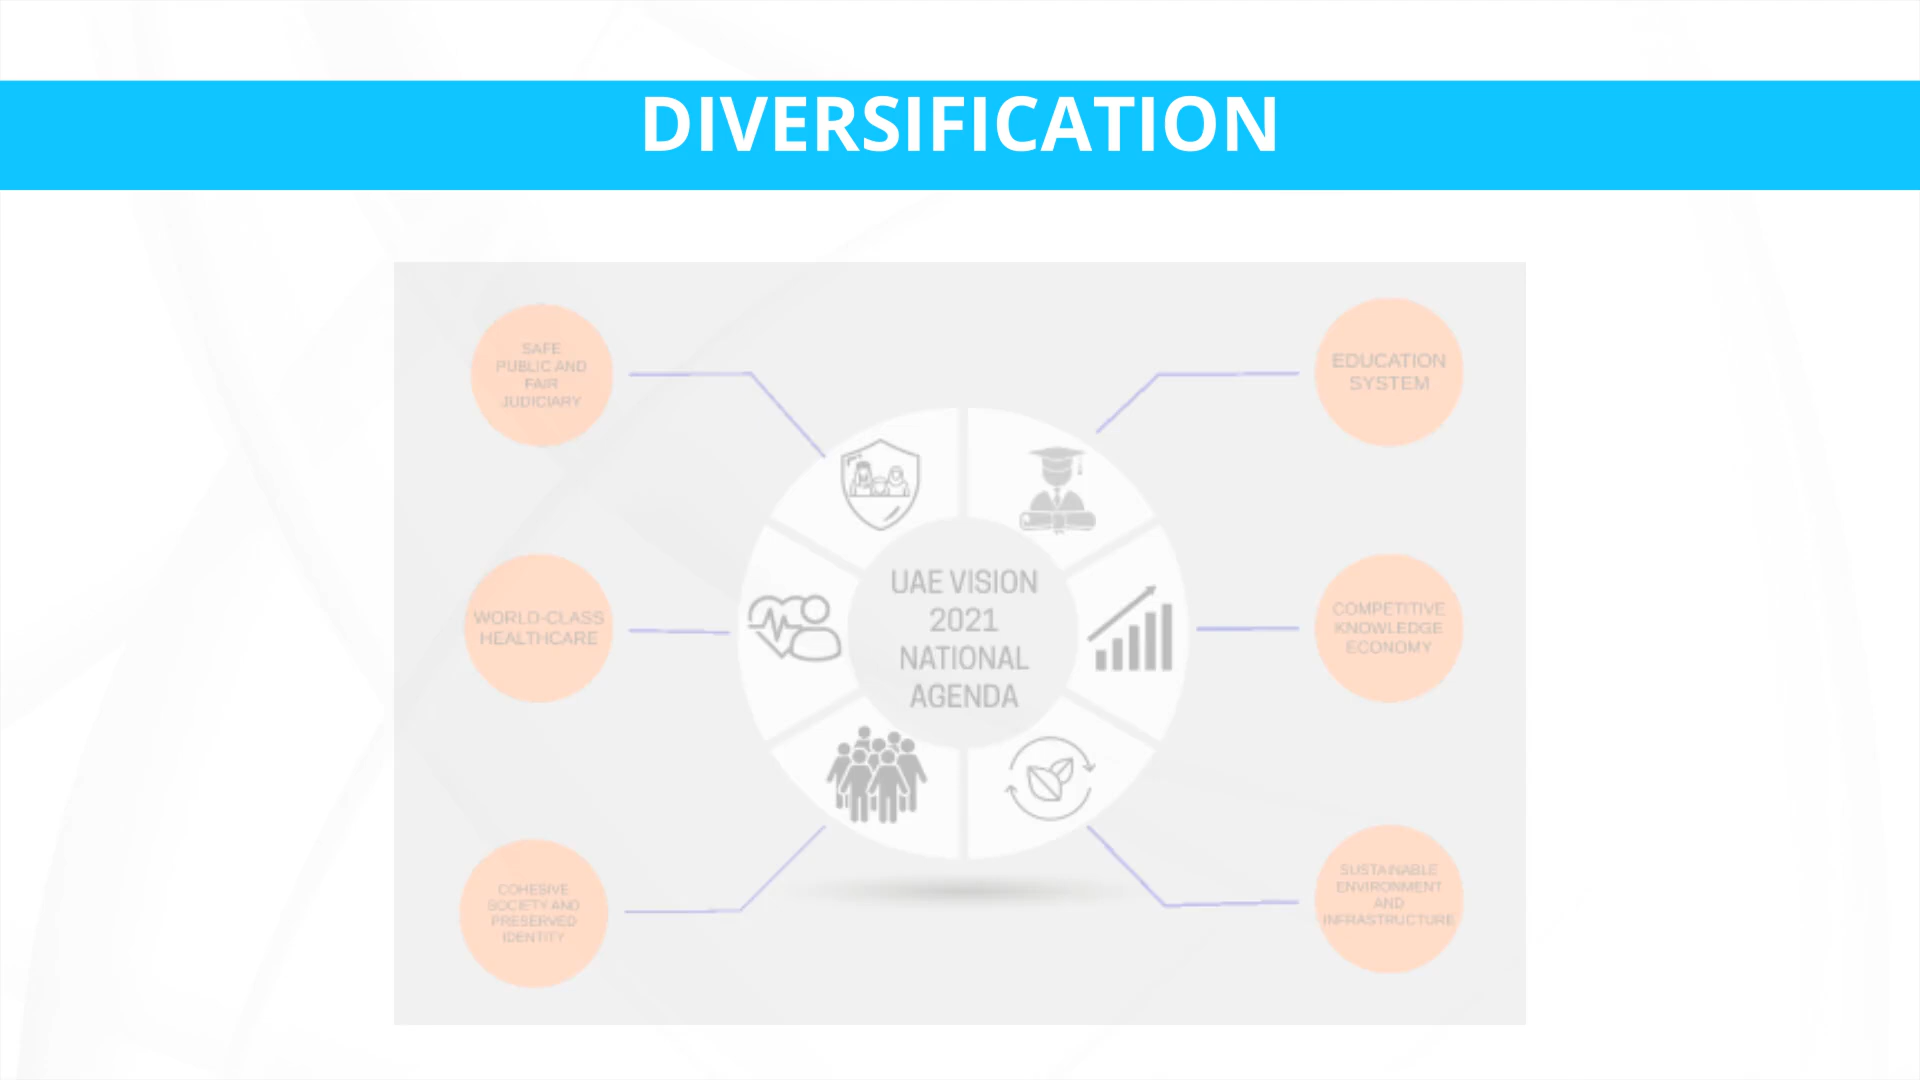 DIVERSIFICATION
SAFE
PUBLIC AND
FAIR
JUDICIARY
EDUCATION
SYSTEM
UAE VISION
2021
NATIONAL
AGENDA
WORLD-CLASS
HEALTHCARE
COMPETITIVE
KNOWLEDGE
ECONOMY
COHESIVE
SOCIETY AND
PRESERVED
IDENTITY
SUSTAINABLE
ENVIRONMENT
AND
INFRASTRUCTURE